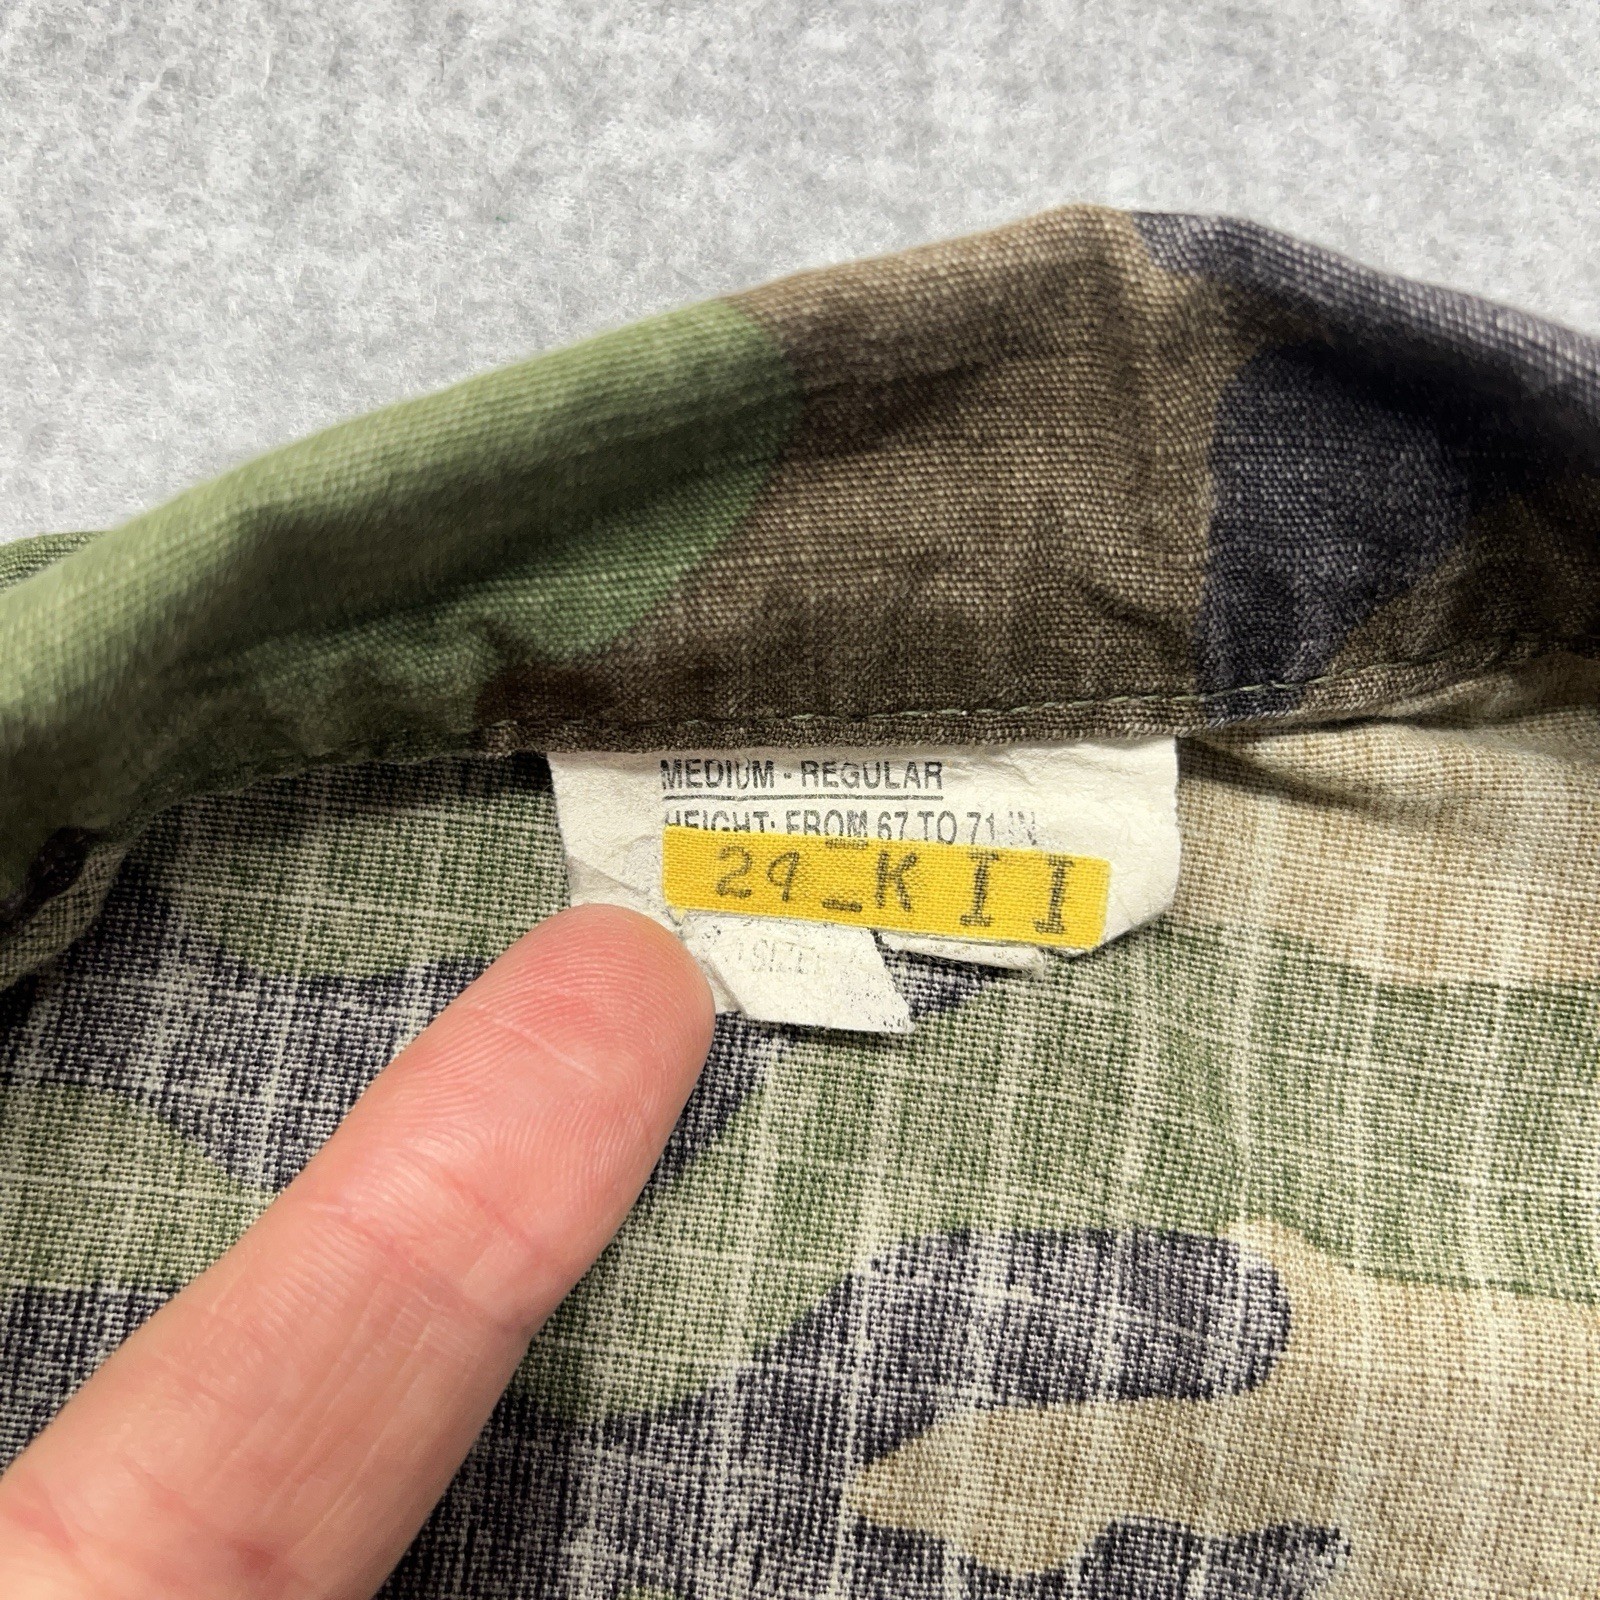 MEDIUM - REGULAR
HEIGHT: FROM 67 TO 71 IN
29_K II